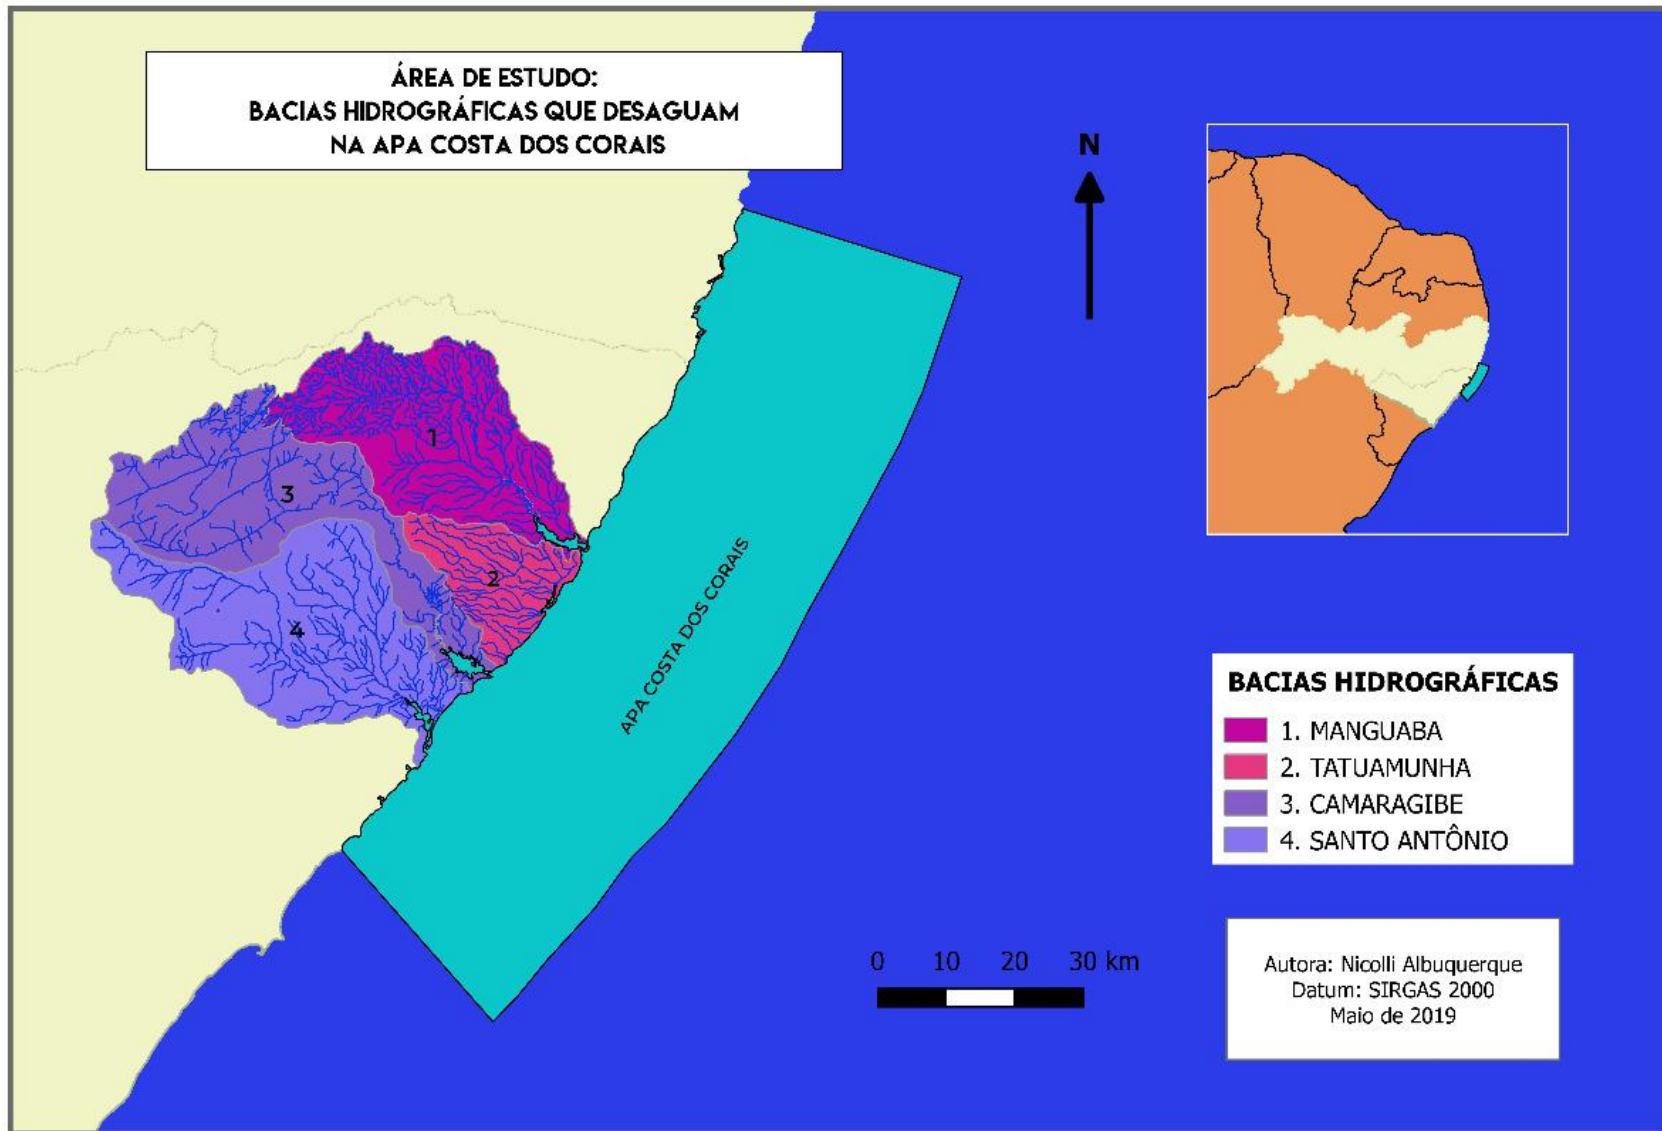 ÁREA DE ESTUDO:
BACIAS HIDROGRÁFICAS QUE DESAGUAM
NA APA COSTA DOS CORAIS
N
1
3
2
4
APA COSTA DOS CORAIS
BACIAS HIDROGRÁFICAS
1. MANGUABA
2. TATUAMUNHA
3. CAMARAGIBE
4. SANTO ANTÔNIO
0 10 20 30 km
Autora: Nicolli Albuquerque
Datum: SIRGAS 2000
Maio de 2019